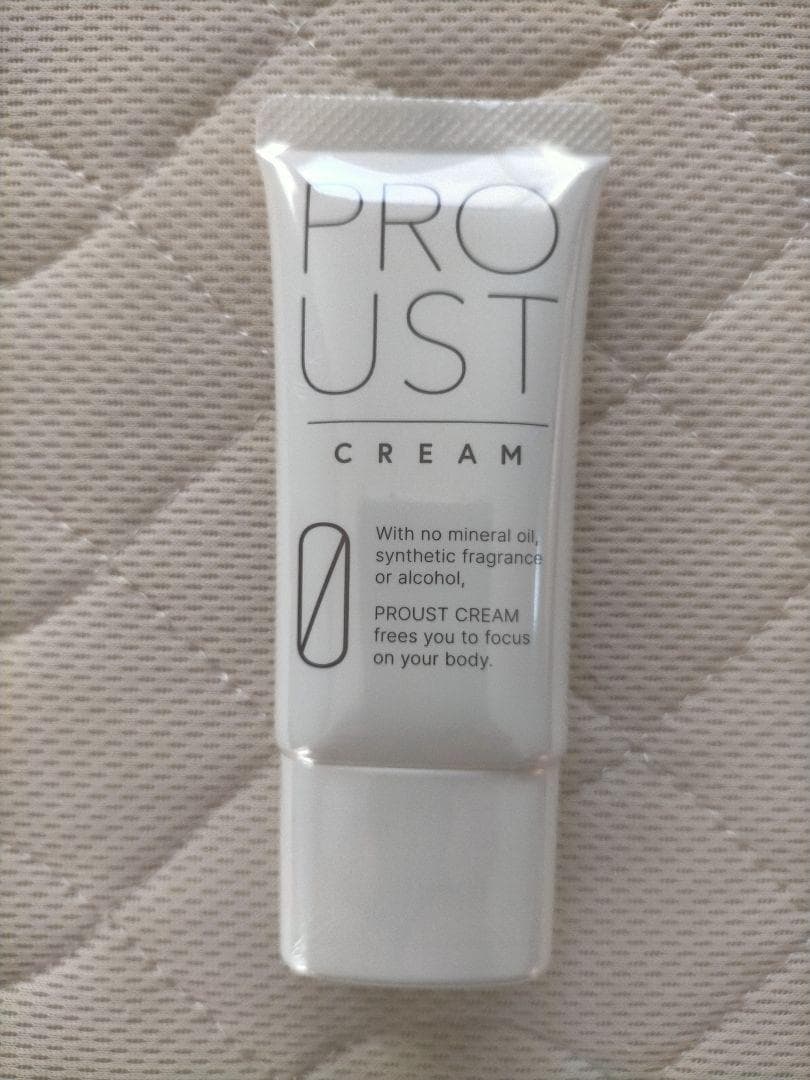 PRO
UST
CREAM
0
With no mineral oil,
synthetic fragrance
or alcohol,
PROUST CREAM
frees you to focus
on your body.